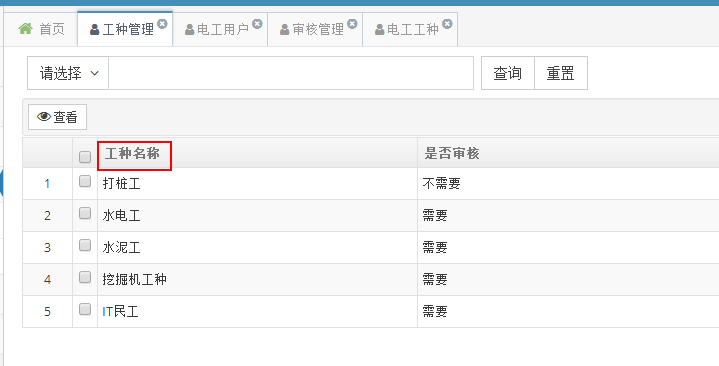 首页 工种管理 电工用户 审核管理 电工工种
请选择 查询 重置
查看
工种名称 是否审核
1 打桩工 不需要
2 水电工 需要
3 水泥工 需要
4 挖掘机工种 需要
5 IT民工 需要